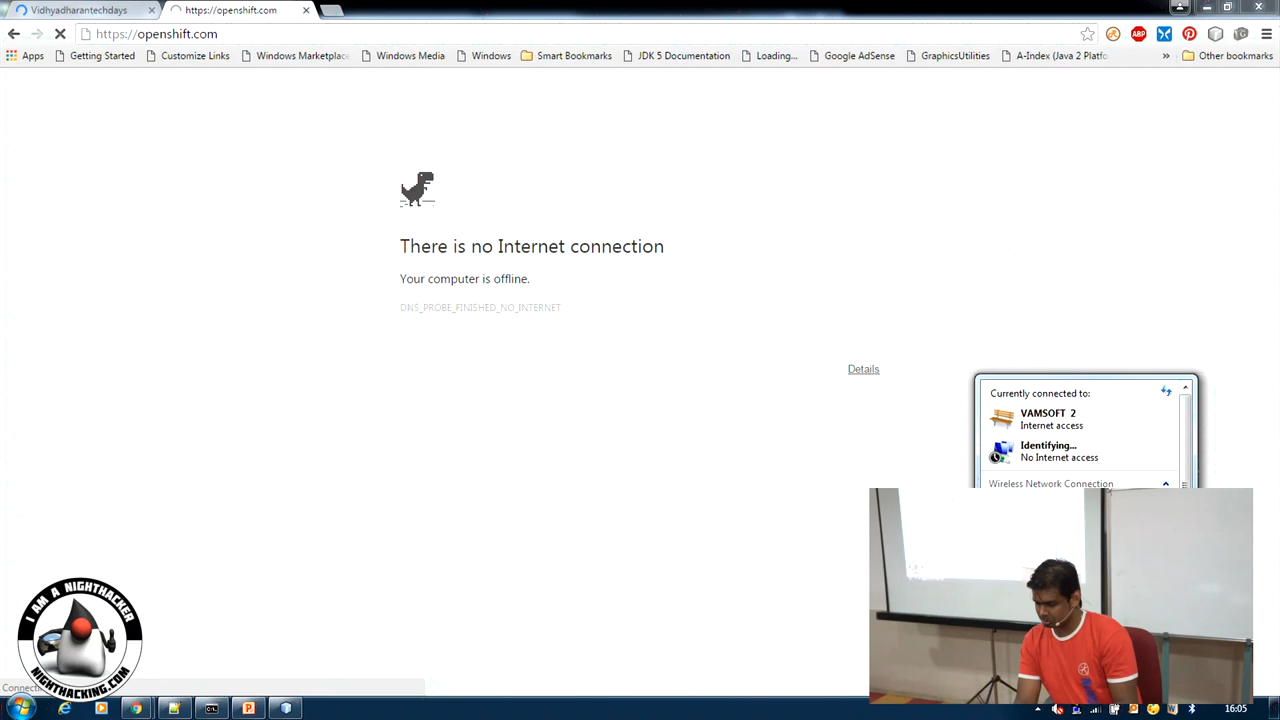 Vidhyadharantechdays
https://openshift.com
https://openshift.com
Apps
Getting Started
Customize Links
Windows Marketplace
Windows Media
Windows
Smart Bookmarks
JDK 5 Documentation
Loading...
Google AdSense
GraphicsUtilities
A-Index (Java 2 Platfo
»
Other bookmarks
ABP
There is no Internet connection
Your computer is offline.
DNS_PROBE_FINISHED_NO_INTERNET
Details
Currently connected to:
VAMSOFT 2
Internet access
Identifying...
No Internet access
Wireless Network Connection
I AM A NIGHTHACKER
NIGHTHACKING.COM
Connecti
16:05